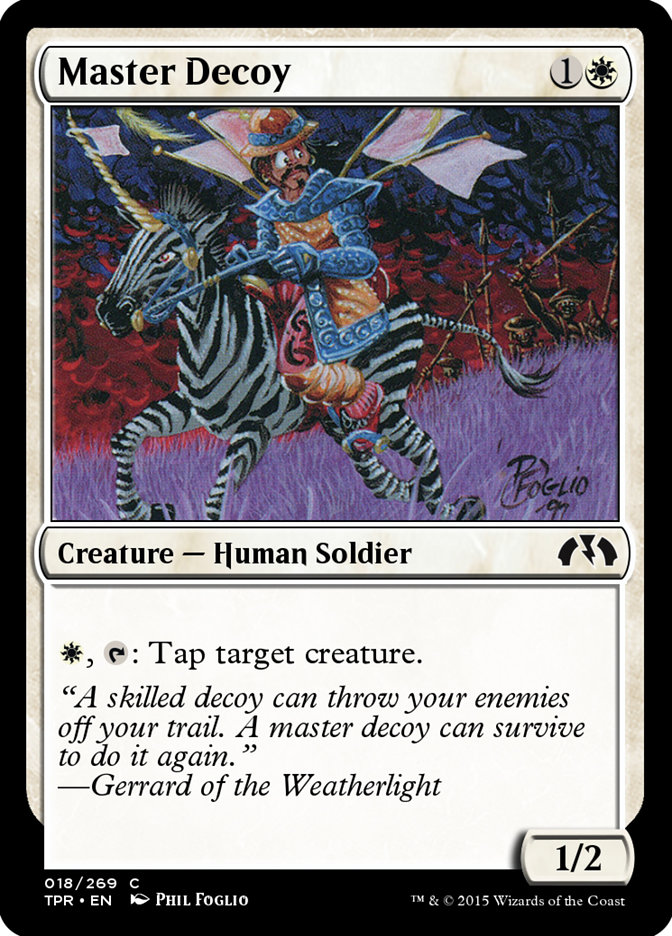 Master Decoy
1
P. FOGLIO
97
Creature — Human Soldier
, : Tap target creature.
“A skilled decoy can throw your enemies
off your trail. A master decoy can survive
to do it again.”
—Gerrard of the Weatherlight
1/2
018/269 C
TPR • EN PHIL FOGLIO
™ & © 2015 Wizards of the Coast